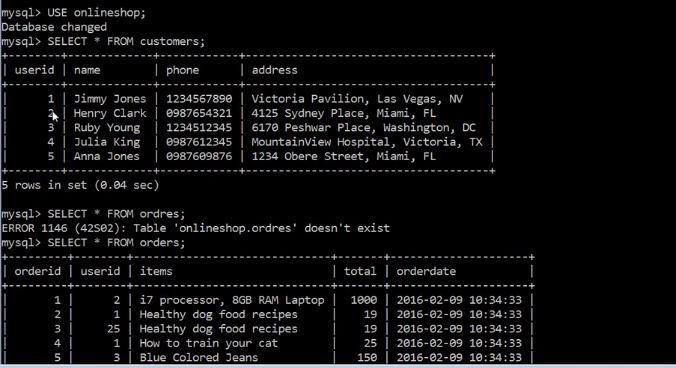 mysql> USE onlineshop;
Database changed
mysql> SELECT * FROM customers;
+--------+-------------+------------+----------------------------------+
| userid | name        | phone      | address                          |
+--------+-------------+------------+----------------------------------+
|      1 | Jimmy Jones | 1234567890 | Victoria Pavilion, Las Vegas, NV |
|      2 | Henry Clark | 0987654321 | 4125 Sydney Place, Miami, FL     |
|      3 | Ruby Young  | 1234512345 | 6170 Peshwar Place, Washington, DC |
|      4 | Julia King  | 0987612345 | MountainView Hospital, Victoria, TX |
|      5 | Anna Jones  | 0987609876 | 1234 Obere Street, Miami, FL     |
+--------+-------------+------------+----------------------------------+
5 rows in set (0.04 sec)
mysql> SELECT * FROM ordres;
ERROR 1146 (42S02): Table 'onlineshop.ordres' doesn't exist
mysql> SELECT * FROM orders;
+---------+--------+---------------------------+-------+---------------------+
| orderid | userid | items                     | total | orderdate           |
+---------+--------+---------------------------+-------+---------------------+
|       1 |      2 | i7 processor, 8GB RAM Laptop |  1000 | 2016-02-09 10:34:33 |
|       2 |      1 | Healthy dog food recipes  |    19 | 2016-02-09 10:34:33 |
|       3 |     25 | Healthy dog food recipes  |    19 | 2016-02-09 10:34:33 |
|       4 |      1 | How to train your cat     |    25 | 2016-02-09 10:34:33 |
|       5 |      3 | Blue Colored Jeans        |   150 | 2016-02-09 10:34:33 |